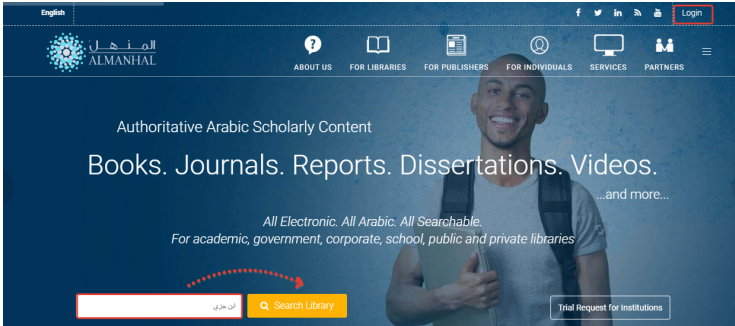 English
Login
المنهل
ALMANHAL
ABOUT US
FOR LIBRARIES
FOR PUBLISHERS
FOR INDIVIDUALS
SERVICES
PARTNERS
Authoritative Arabic Scholarly Content
Books. Journals. Reports. Dissertations. Videos.
...and more...
All Electronic. All Arabic. All Searchable.
For academic, government, corporate, school, public and private libraries
ابن جزي
Search Library
Trial Request for Institutions